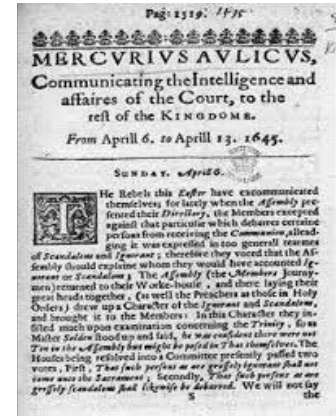 Pag: 1519.
MERCVRIVS AVLICVS,
Communicating the Intelligence and
affaires of the Court, to the
rest of the KINGDOME.
From Aprill 6. to Aprill 13. 1645.
SUNDAY. Aprill 6.
THe Rebels this Easter have excommunicated
themselves; for lately when the Assembly pre-
sented their Directory, the Members excepted
against that particular which debarres certaine
persons from receiving the Communion, alleadg-
ing it was expressed in too generall tearmes
of Scandalous and Ignorant; therefore they voted that the As-
sembly should explaine whom they would have accounted Ig-
norant or Scandalous; The Assembly (the Members Journey-
men) returned to their Worke-house, and there laying their
great heads together, (as well the Preachers as those in Holy
Orders) drew up a Character of the Ignorant and Scandalous,
and brought it to the Members: In this Character they in-
sisted much upon examination concerning the Trinity, so as
Master Selden stood up and said, he was confident there were not
Ten in the Assembly but might be posed in That themselves. The
Houses being resolved into a Committee presently passed two
votes, First, That such persons as are grossely ignorant shall not
come unto the Sacrament; Secondly, That such persons as are
grossely scandalous shall likewise be debarred. We will not say
S the